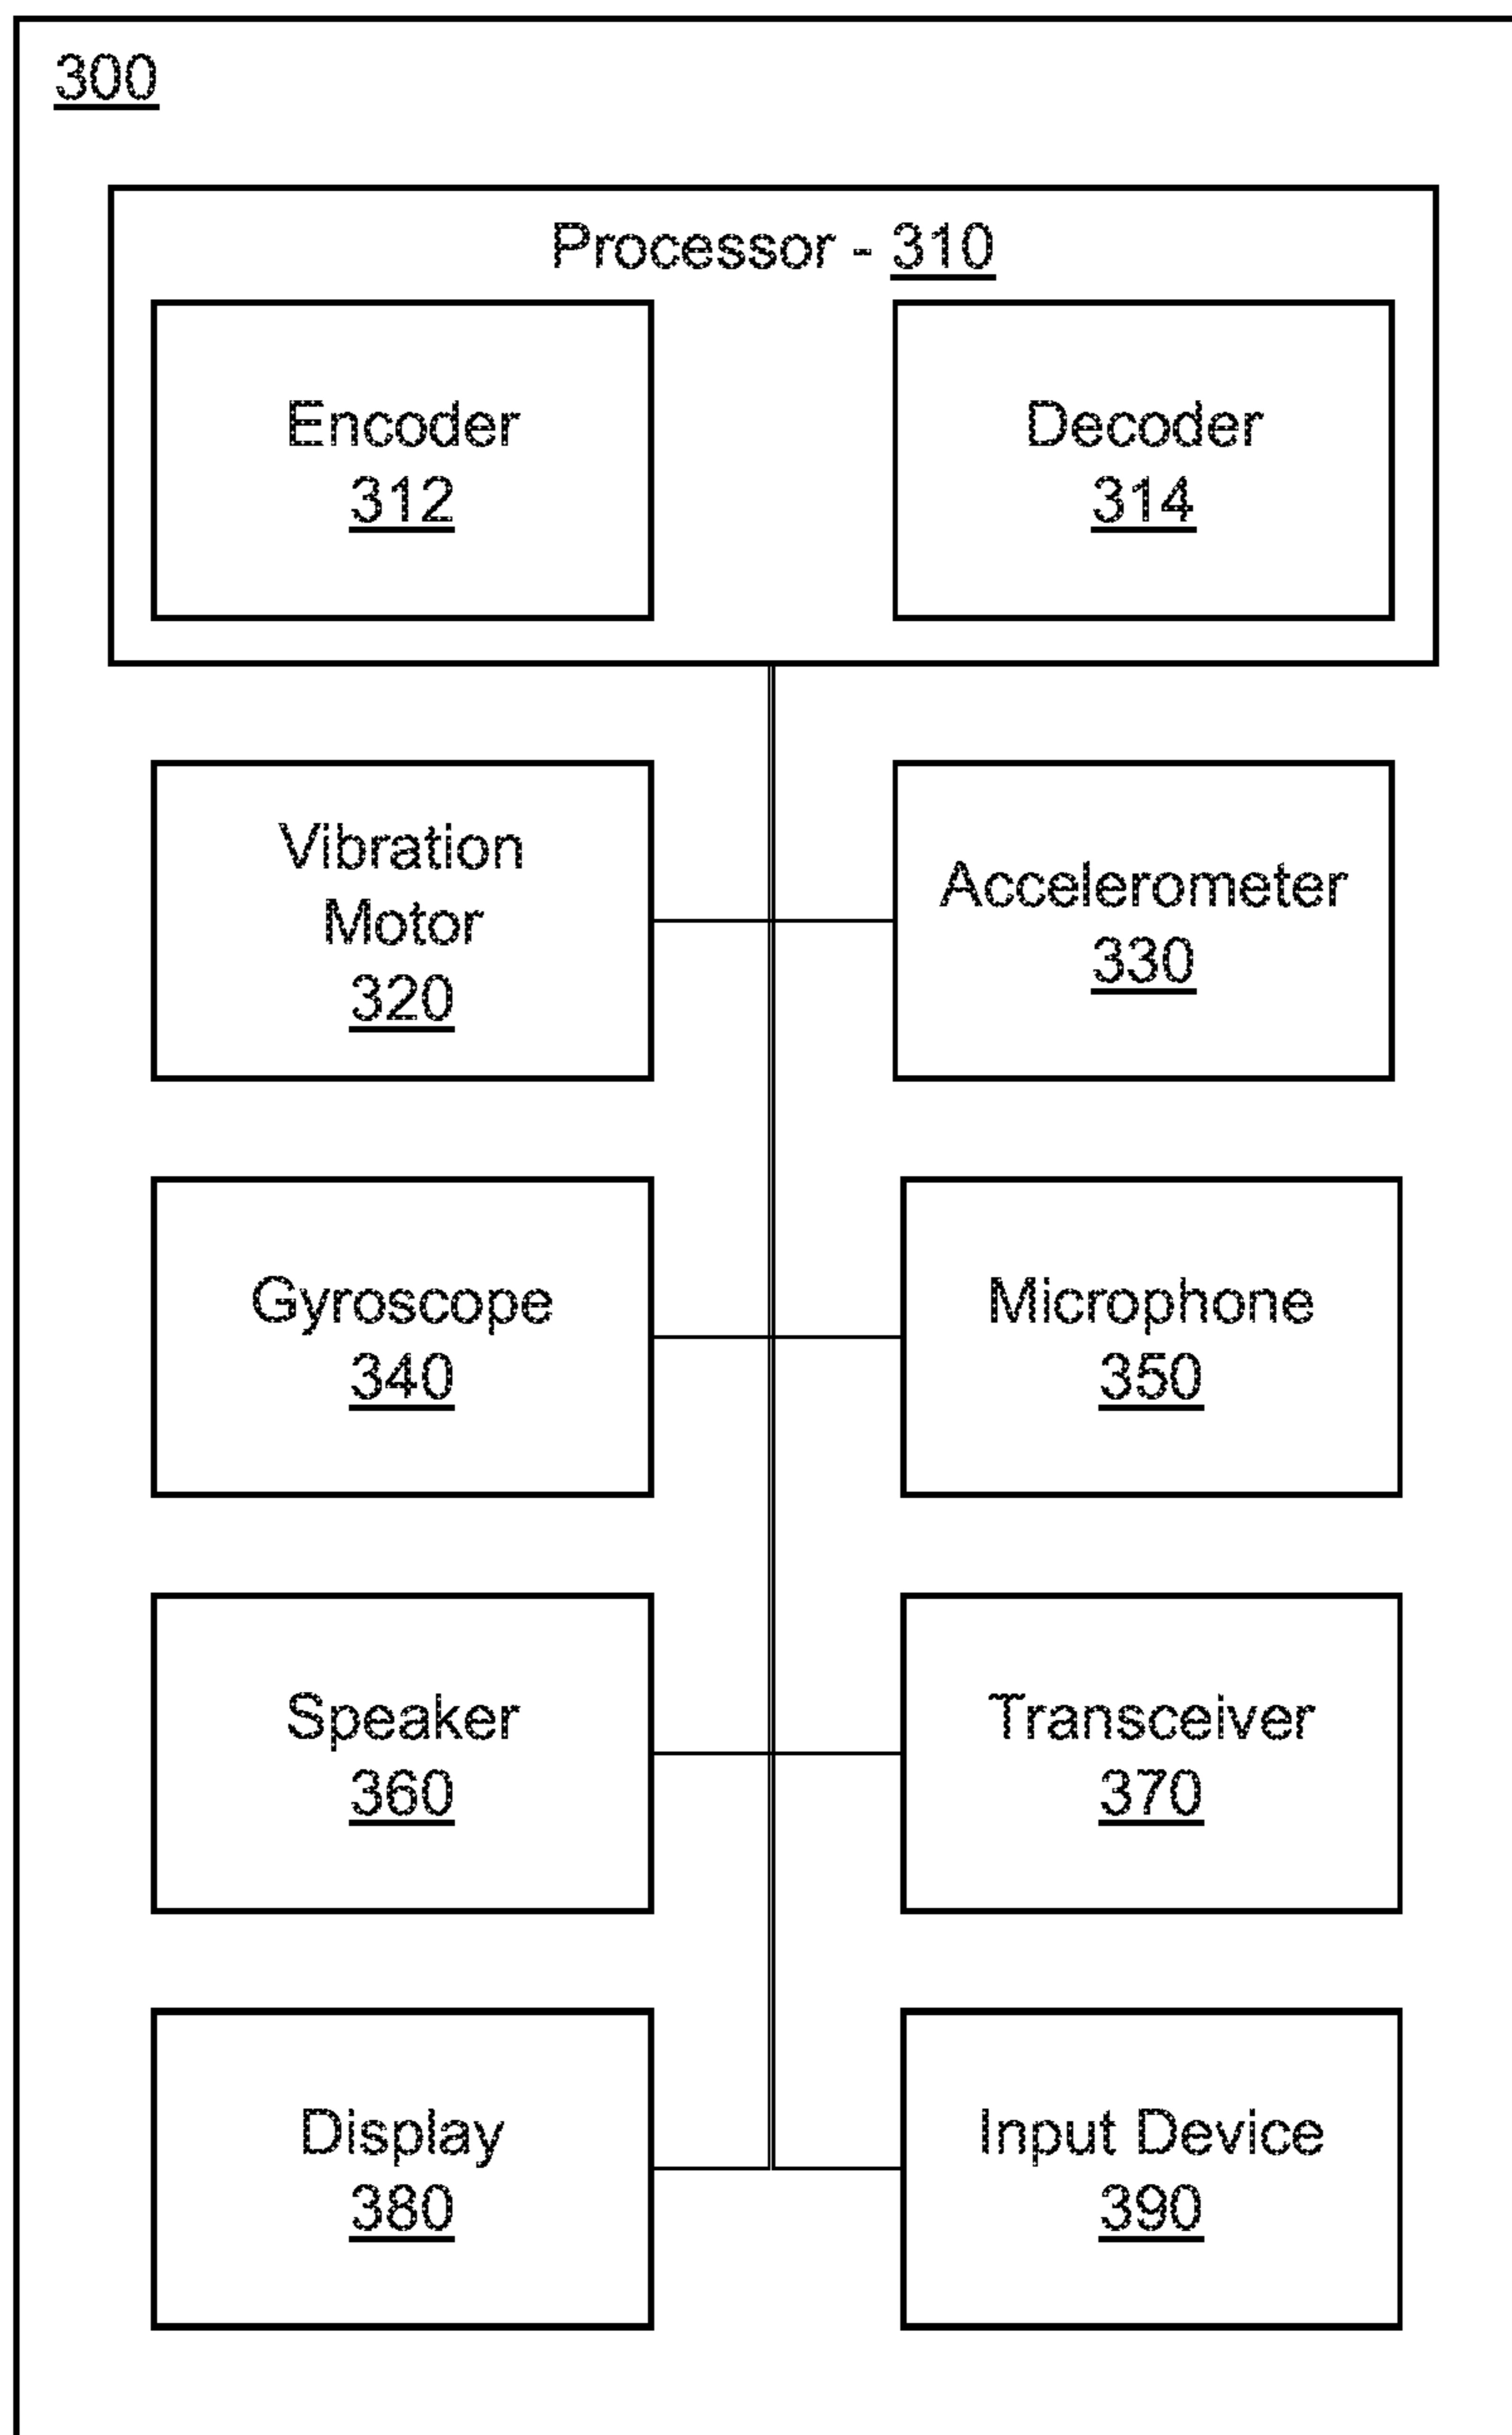 300
Processor - 310
Encoder
312
Decoder
314
Vibration
Motor
320
Accelerometer
330
Gyroscope
340
Microphone
350
Speaker
360
Transceiver
370
Display
380
Input Device
390